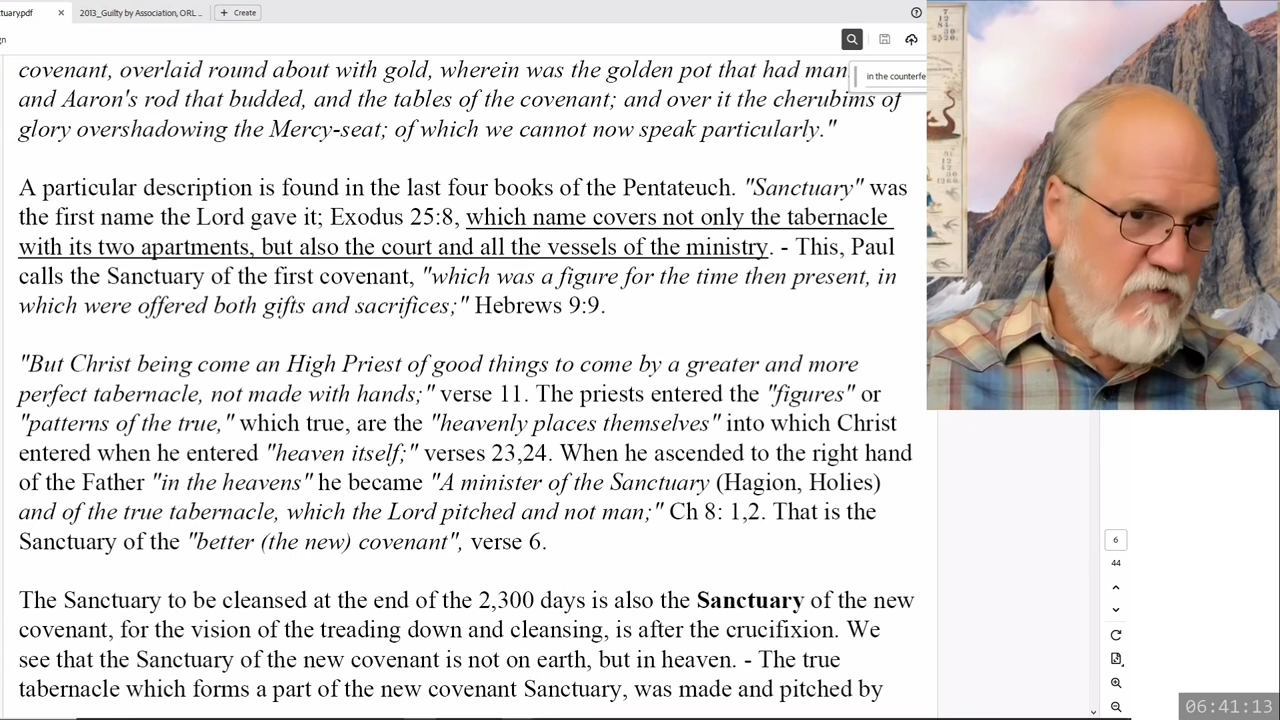 ctuary.pdf
2013_Guilty by Association, ORL ...
+ Create
gn
in the counterfe
covenant, overlaid round about with gold, wherein was the golden pot that had man
and Aaron's rod that budded, and the tables of the covenant; and over it the cherubims of
glory overshadowing the Mercy-seat; of which we cannot now speak particularly."
A particular description is found in the last four books of the Pentateuch. "Sanctuary" was
the first name the Lord gave it; Exodus 25:8, which name covers not only the tabernacle
with its two apartments, but also the court and all the vessels of the ministry. - This, Paul
calls the Sanctuary of the first covenant, "which was a figure for the time then present, in
which were offered both gifts and sacrifices;" Hebrews 9:9.
"But Christ being come an High Priest of good things to come by a greater and more
perfect tabernacle, not made with hands;" verse 11. The priests entered the "figures" or
"patterns of the true," which true, are the "heavenly places themselves" into which Christ
entered when he entered "heaven itself;" verses 23,24. When he ascended to the right hand
of the Father "in the heavens" he became "A minister of the Sanctuary (Hagion, Holies)
and of the true tabernacle, which the Lord pitched and not man;" Ch 8: 1,2. That is the
Sanctuary of the "better (the new) covenant", verse 6.
The Sanctuary to be cleansed at the end of the 2,300 days is also the Sanctuary of the new
covenant, for the vision of the treading down and cleansing, is after the crucifixion. We
see that the Sanctuary of the new covenant is not on earth, but in heaven. - The true
tabernacle which forms a part of the new covenant Sanctuary, was made and pitched by
6
44
06:41:13